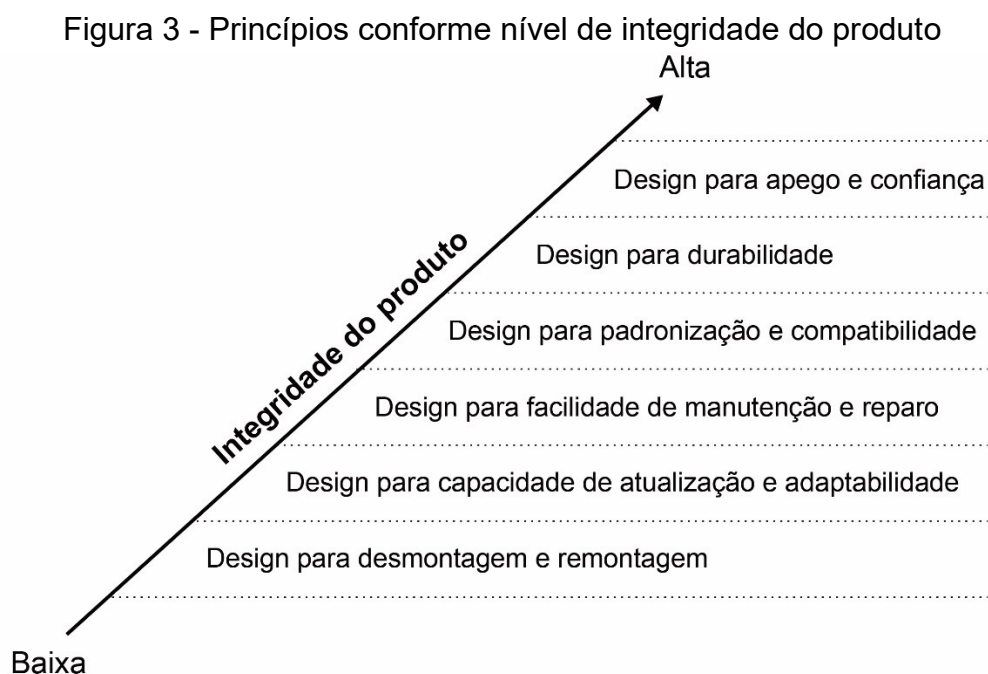 Figura 3 - Princípios conforme nível de integridade do produto
Alta
Design para apego e confiança
Design para durabilidade
Design para padronização e compatibilidade
Integridade do produto
Design para facilidade de manutenção e reparo
Design para capacidade de atualização e adaptabilidade
Design para desmontagem e remontagem
Baixa